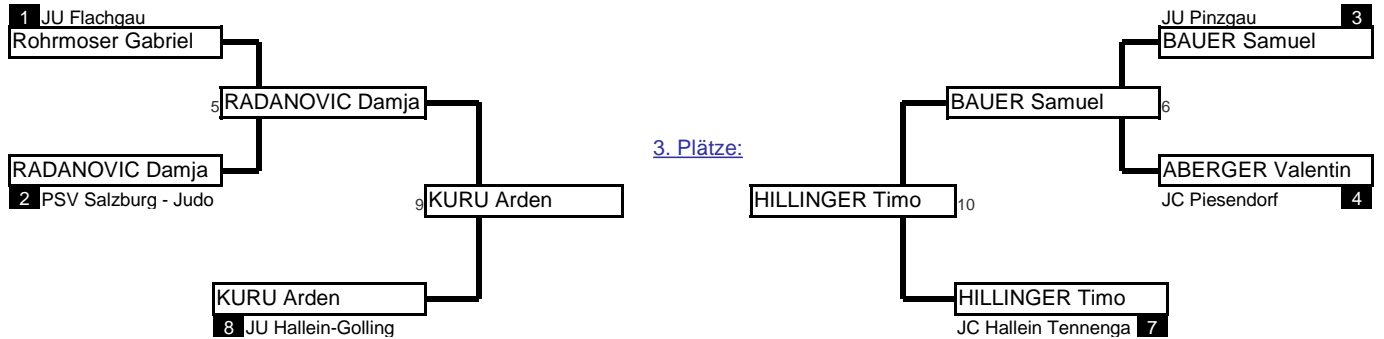 1 JU Flachgau
Rohrmoser Gabriel
5 RADANOVIC Damja
RADANOVIC Damja
2 PSV Salzburg - Judo
9 KURU Arden
KURU Arden
8 JU Hallein-Golling
3. Plätze:
JU Pinzgau 3
BAUER Samuel
BAUER Samuel 6
ABERGER Valentin
JC Piesendorf 4
HILLINGER Timo 10
HILLINGER Timo
JC Hallein Tennenga 7